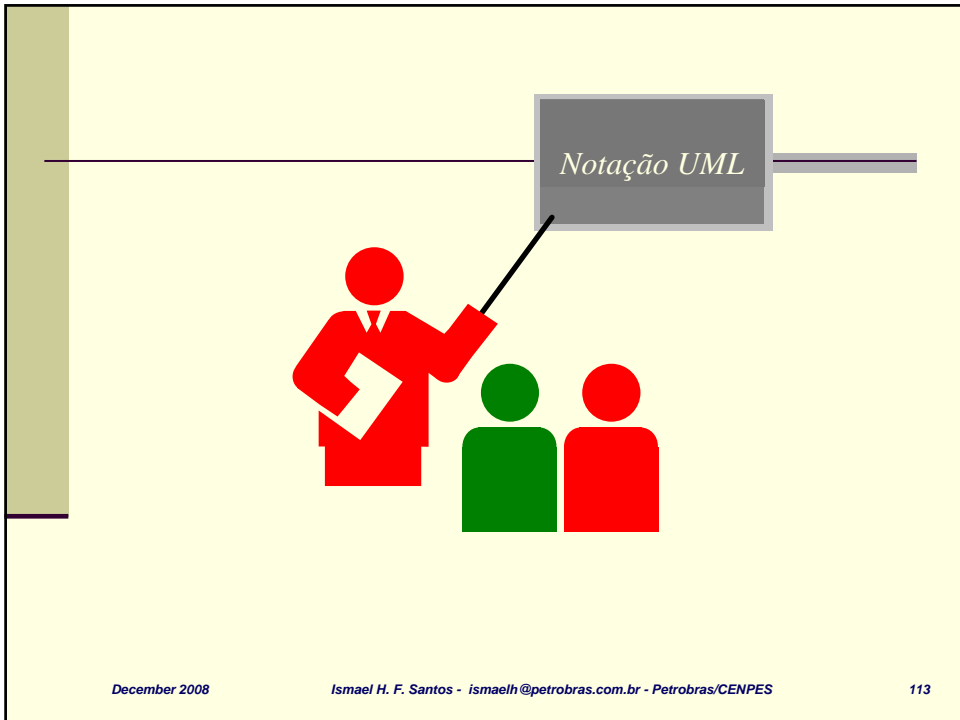 Notação UML
December 2008 Ismael H. F. Santos - ismaelh@petrobras.com.br - Petrobras/CENPES 113